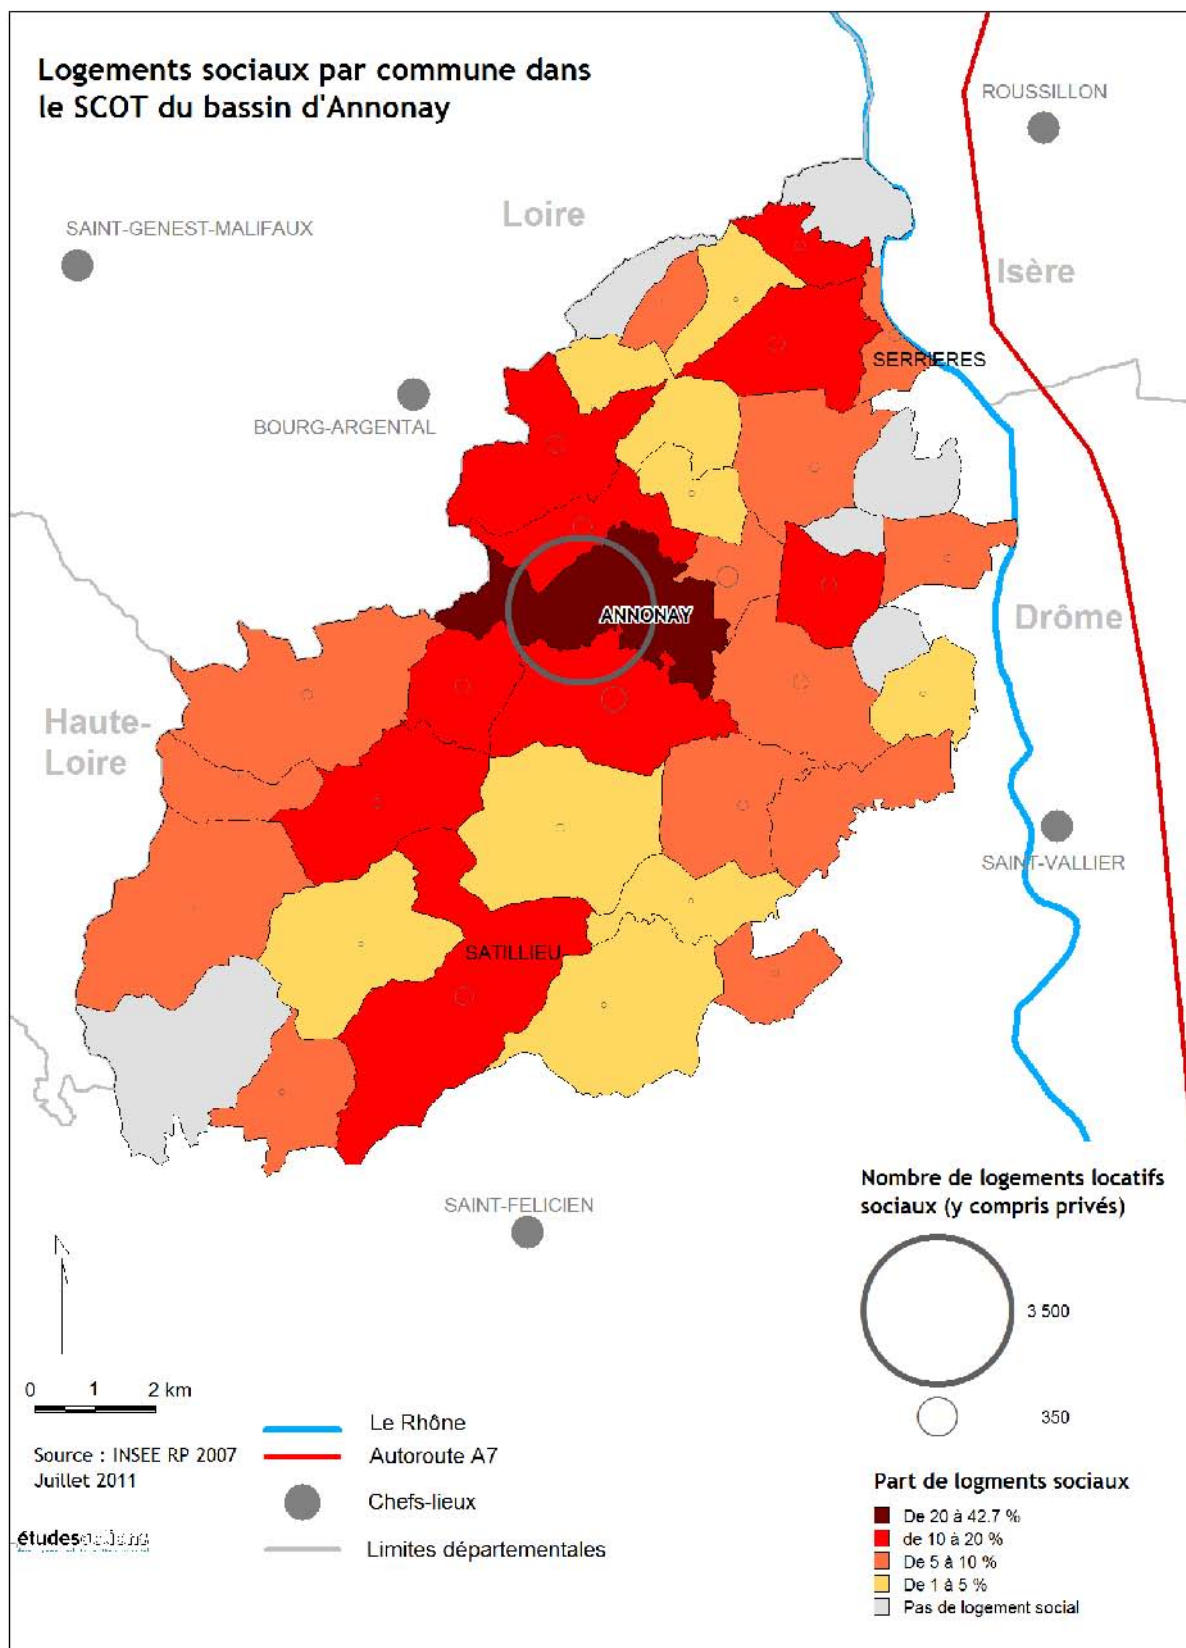 Logements sociaux par commune dans
le SCOT du bassin d'Annonay
ROUSSILLON
Loire
SAINT-GENEST-MALIFAUX
Isère
SERRIERES
BOURG-ARGENTAL
ANNONAY
Drôme
Haute-
Loire
SAINT-VALLIER
SATILLIEU
SAINT-FELICIEN
Nombre de logements locatifs
sociaux (y compris privés)
3 500
350
0 1 2 km
Source : INSEE RP 2007
Juillet 2011
Le Rhône
Autoroute A7
Chefs-lieux
Limites départementales
études
Part de logments sociaux
De 20 à 42.7 %
de 10 à 20 %
De 5 à 10 %
De 1 à 5 %
Pas de logement social